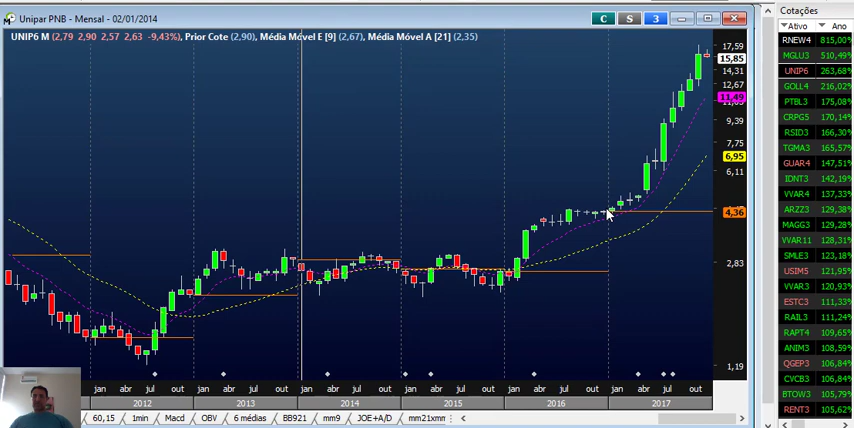 Unipar PNB - Mensal - 02/01/2014
C S 3
UNIP6 M (2,79 2,90 2,57 2,63 -9,43%), Prior Cote (2,90), Média Móvel E [9] (2,67), Média Móvel A [21] (2,35)
17,59
15,85
14,31
12,67
11,49
9,39
7,75
6,95
6,11
4,36
2,83
1,19
jan abr jul out jan abr jul out jan abr jul out jan abr jul out jan abr jul out jan abr jul out
2012 2013 2014 2015 2016 2017
60,15 1min Macd OBV 6 médias BB921 mm9 JOE+A/D mm21xmm
Cotações
Ativo Ano
RNEW4 815,00%
MGLU3 510,49%
UNIP6 263,68%
GOLL4 216,02%
PTBL3 175,08%
CRPG5 170,14%
RSID3 166,30%
TGMA3 165,57%
GUAR4 147,51%
IDNT3 142,19%
VVAR4 137,33%
ARZZ3 129,38%
MAGG3 129,28%
VVAR11 128,31%
SMLE3 123,18%
USIM5 121,95%
VVAR3 120,93%
ESTC3 111,33%
RAIL3 111,24%
RAPT4 109,65%
ANIM3 108,59%
QGEP3 106,84%
CVCB3 106,84%
BTOW3 105,79%
RENT3 105,62%